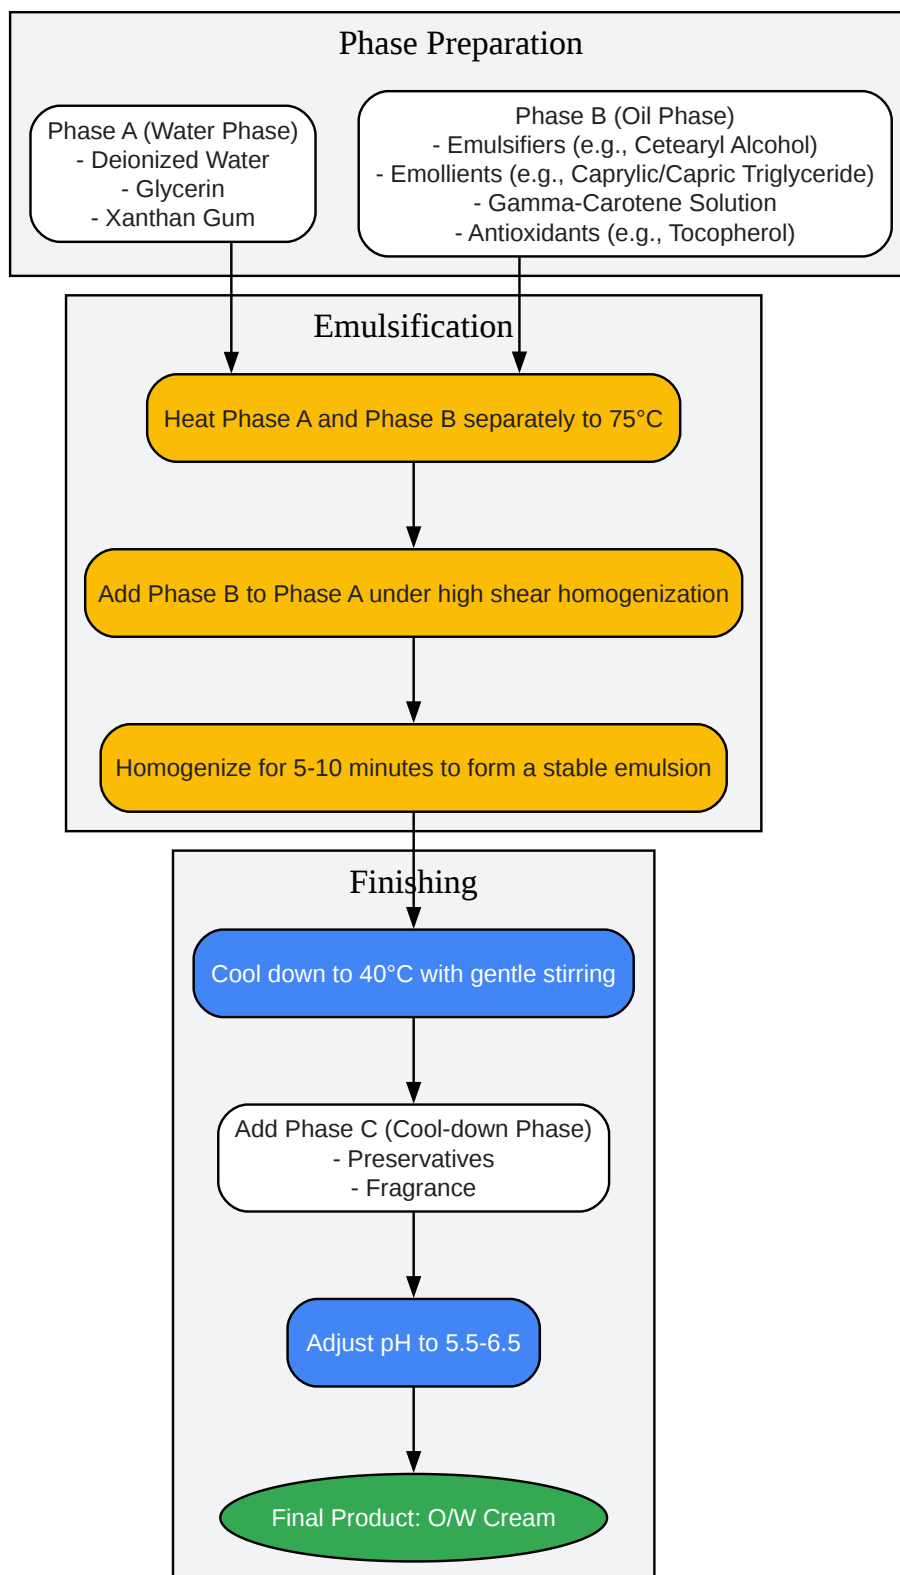 Phase Preparation
Phase A (Water Phase)
- Deionized Water
- Glycerin
- Xanthan Gum
Phase B (Oil Phase)
- Emulsifiers (e.g., Cetearyl Alcohol)
- Emollients (e.g., Caprylic/Capric Triglyceride)
- Gamma-Carotene Solution
- Antioxidants (e.g., Tocopherol)
Emulsification
Heat Phase A and Phase B separately to 75°C
Add Phase B to Phase A under high shear homogenization
Homogenize for 5-10 minutes to form a stable emulsion
Finishing
Cool down to 40°C with gentle stirring
Add Phase C (Cool-down Phase)
- Preservatives
- Fragrance
Adjust pH to 5.5-6.5
Final Product: O/W Cream